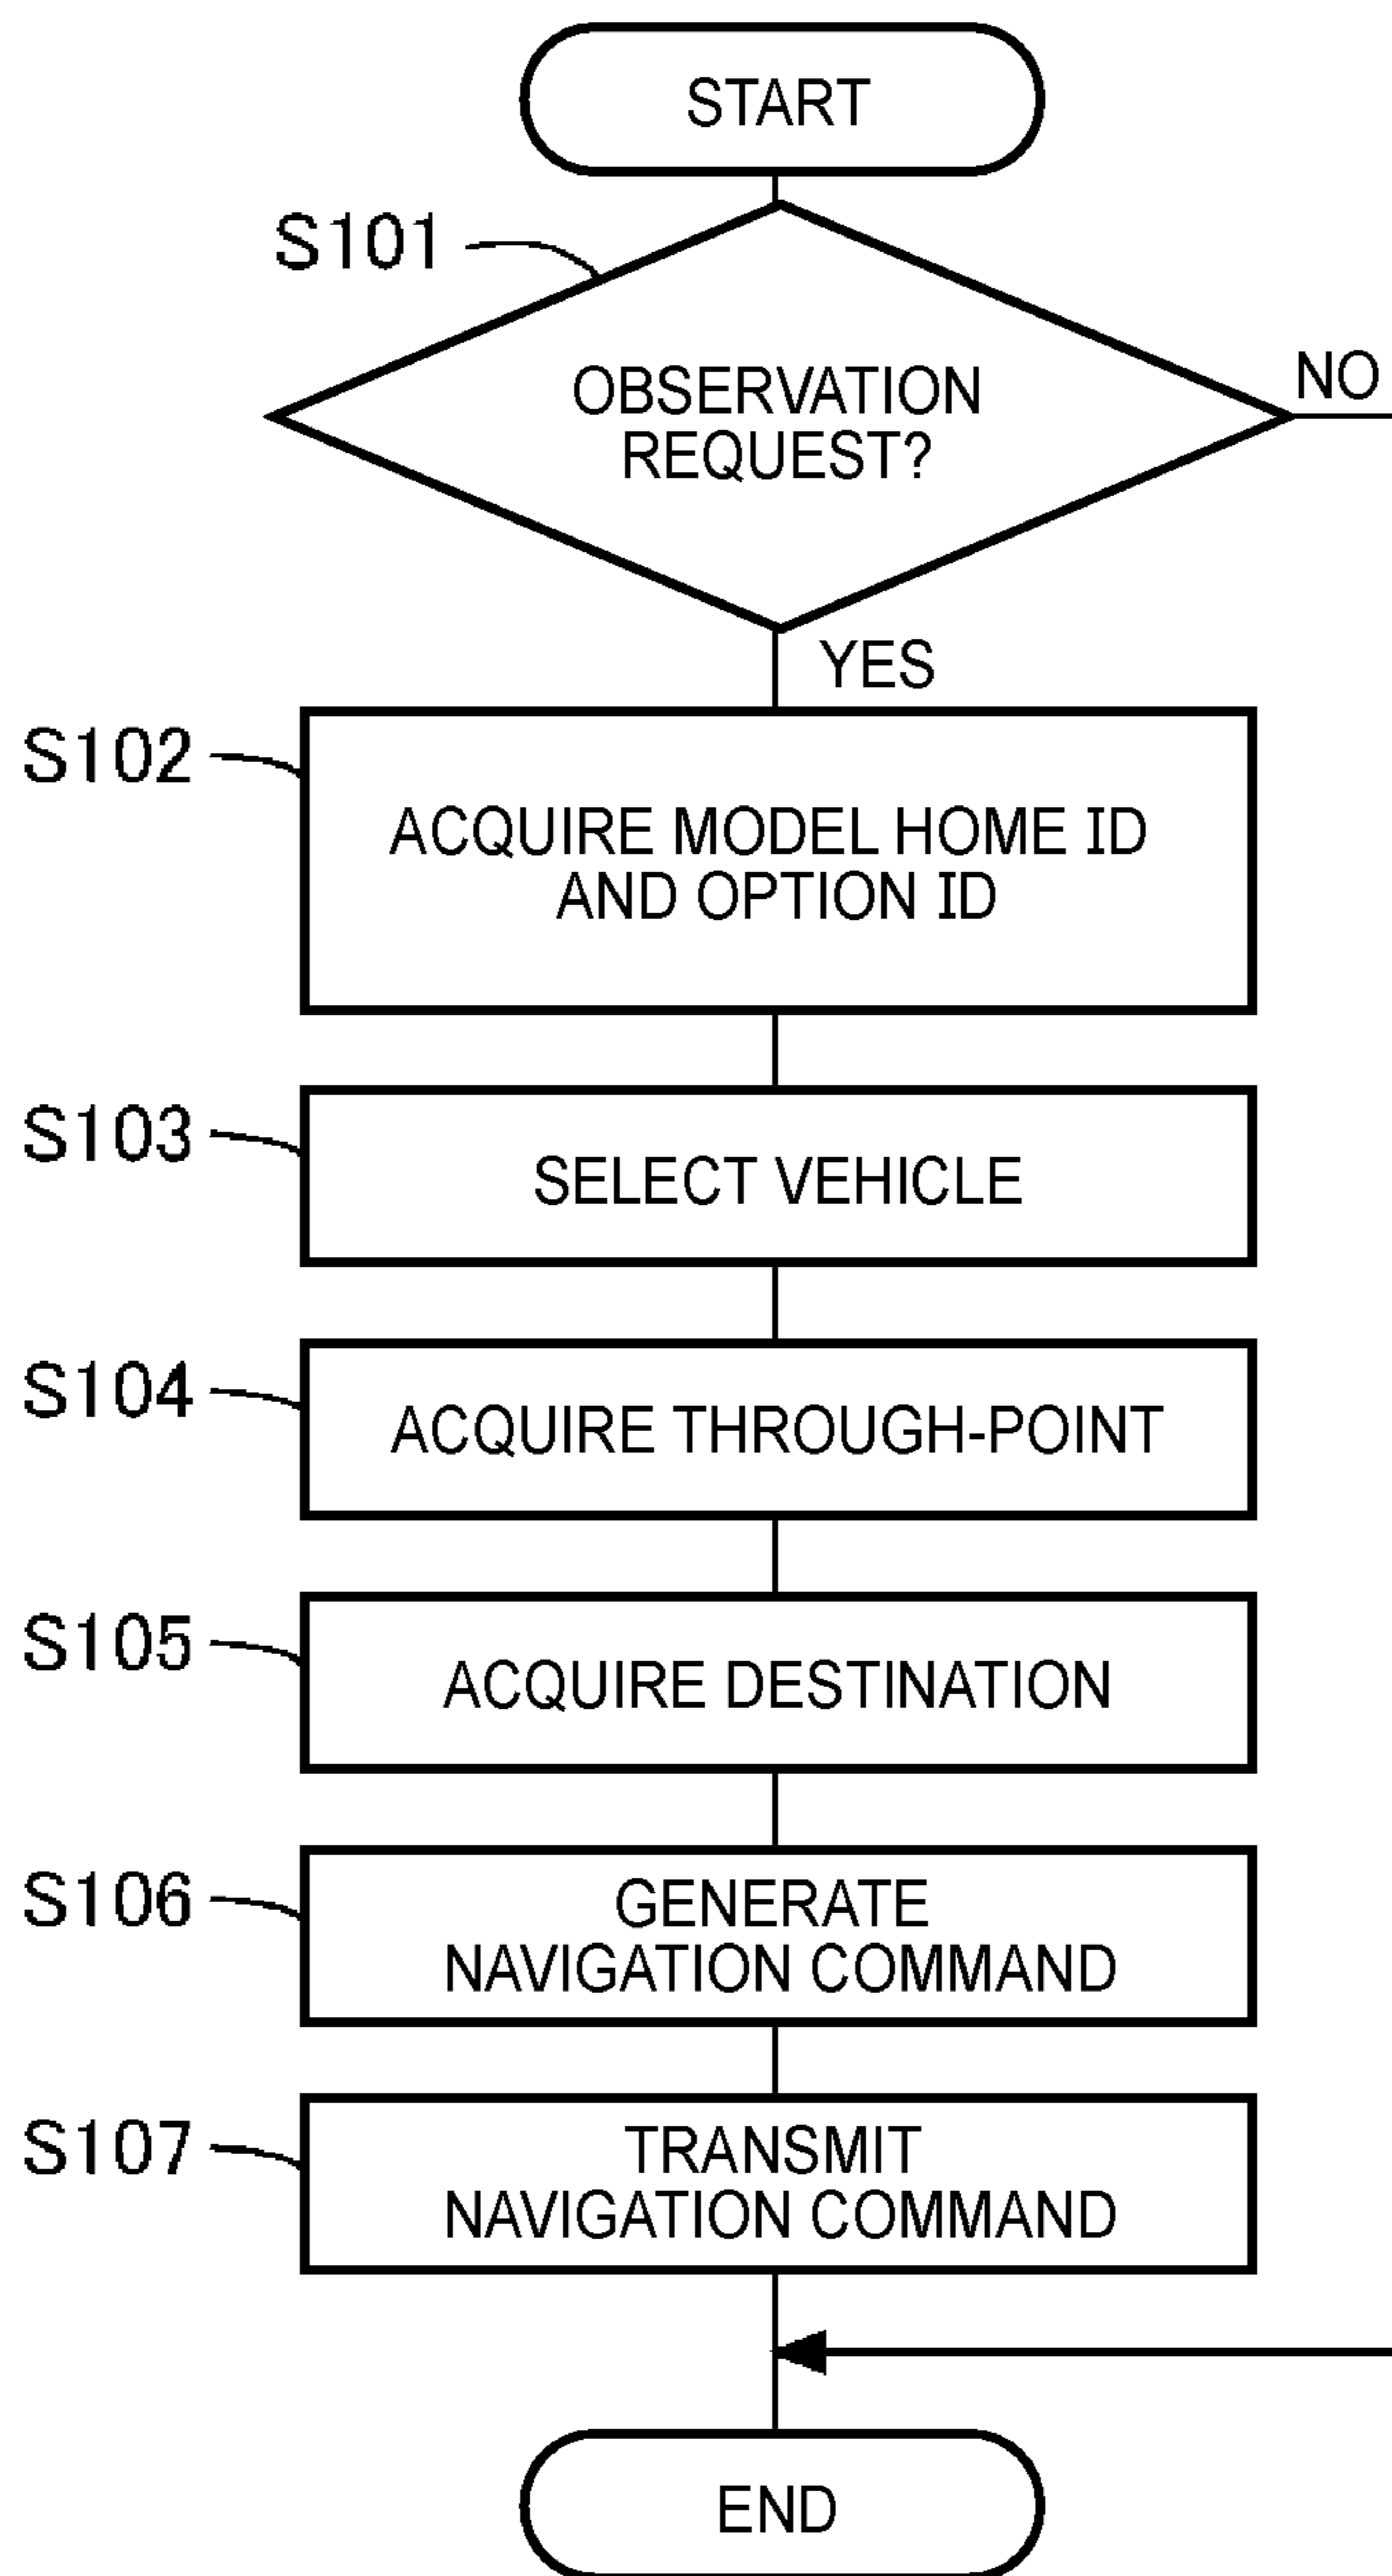 START
S101
OBSERVATION
REQUEST?
NO
YES
S102
ACQUIRE MODEL HOME ID
AND OPTION ID
S103
SELECT VEHICLE
S104
ACQUIRE THROUGH-POINT
S105
ACQUIRE DESTINATION
S106
GENERATE
NAVIGATION COMMAND
S107
TRANSMIT
NAVIGATION COMMAND
END